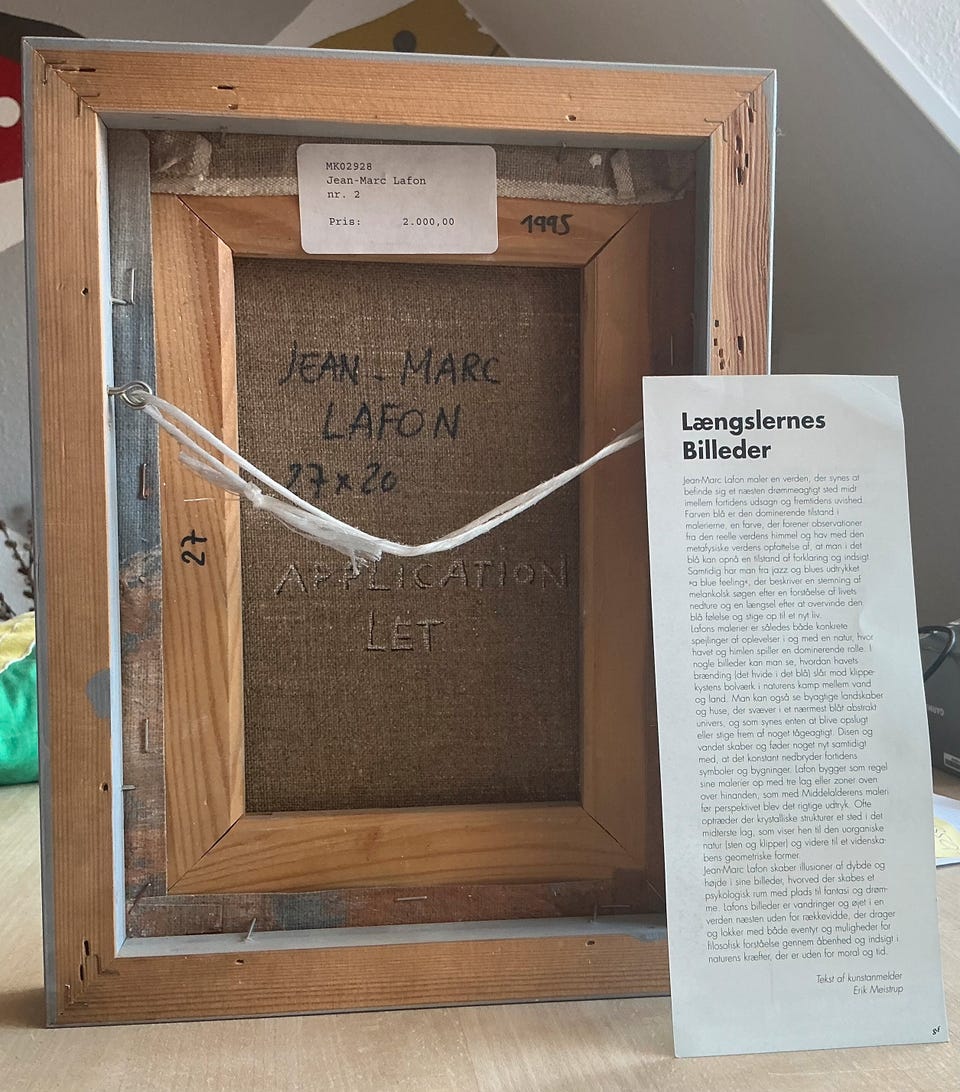 MK02928
Jean-Marc Lafon
nr. 2
Pris: 2.000,00
1995
JEAN-MARC
LAFON
27x20
27
APPLICATION
LET
Længslernes
Billeder
Jean-Marc Lafon maler en verden, der synes at
befinde sig et næsten drømmeagtigt sted midt
imellem fortidens udsagn og fremtidens uvished.
Farven blå er den dominerende tilstand i
malerierne, en farve, der forener observationer
fra den reelle verdens himmel og hav med den
metafysiske verdens opfattelse af, at man i det
blå kan opnå en tilstand af forklaring og indsigt.
Samtidig har man fra jazz og blues udtrykket
»a blue feeling«, der beskriver en stemning af
melankolsk søgen efter en forståelse af livets
nedture og en længsel efter at overvinde den
blå følelse og stige op til et nyt liv.
Lafons malerier er således både konkrete
spejlinger af oplevelser i og med en natur, hvor
havet og himlen spiller en dominerende rolle. I
nogle billeder kan man se, hvordan havets
brænding (det hvide i det blå) slår mod klippe-
kystens bolværk i naturens kamp mellem vand
og land. Man kan også se byagtige landskaber
og huse, der svæver i et nærmest blåt abstrakt
univers, og som synes enten at blive opslugt
eller stige frem af noget tågeagtigt. Disen og
vandet skaber og føder noget nyt samtidigt
med, at det konstant nedbryder fortidens
symboler og bygninger. Lafon bygger som regel
sine malerier op med tre lag eller zoner oven
over hinanden, som med Middelalderens maleri
før perspektivet blev det rigtige udtryk. Ofte
optræder der krystalliske strukturer et sted i det
midterste lag, som viser hen til den uorganiske
natur (sten og klipper) og videre til et videnska-
bens geometriske former.
Jean-Marc Lafon skaber illusioner af dybde og
højde i sine billeder, hvorved der skabes et
psykologisk rum med plads til fantasi og drøm-
me. Lafons billeder er vandringer og øjet i en
verden næsten uden for rækkevidde, der drager
og lokker med både eventyr og muligheder for
filosofisk forståelse gennem åbenhed og indsigt i
naturens kræfter, der er uden for moral og tid.
Tekst af kunstanmelder
Erik Meistrup
gf
GARMIN